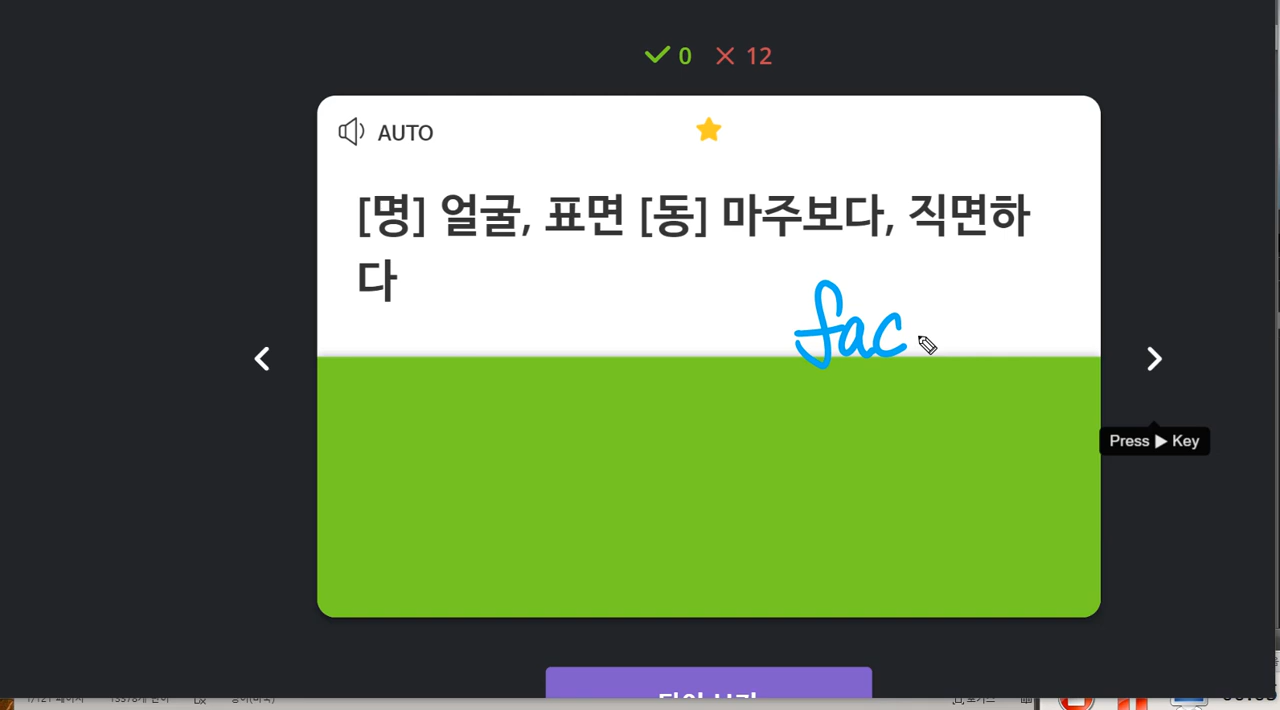 0 12
AUTO
[명] 얼굴, 표면 [동] 마주보다, 직면하
다
fac
Press ▶ Key